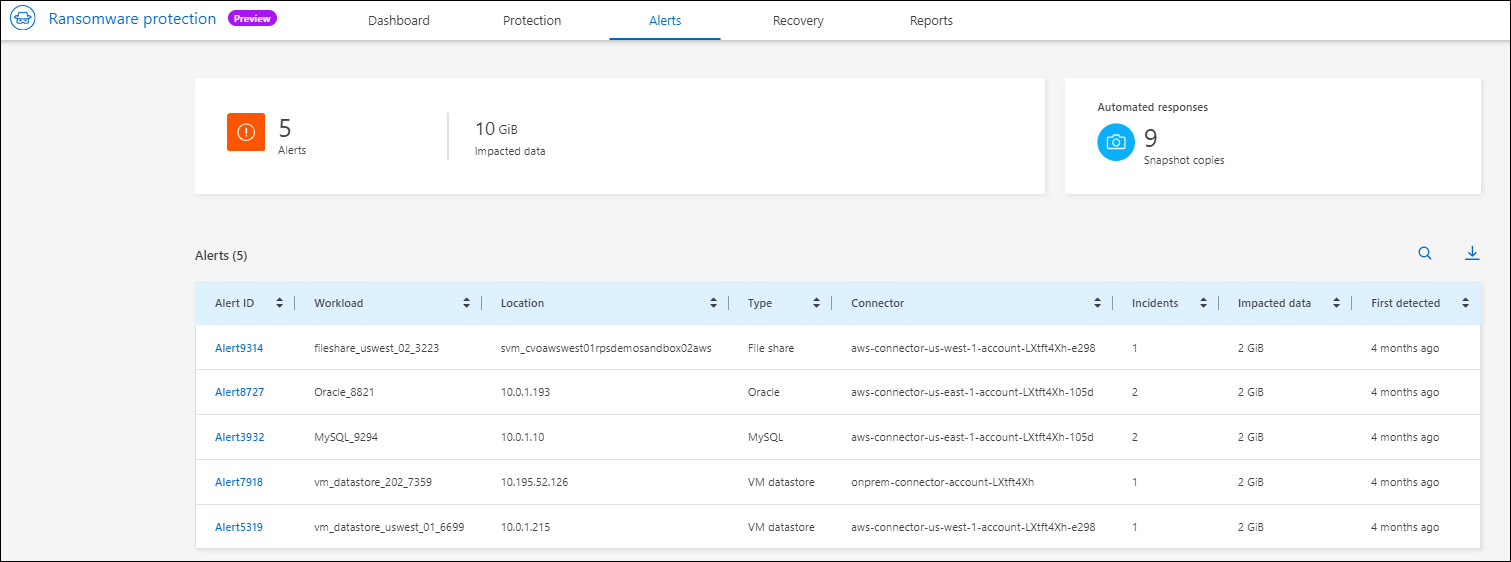 Ransomware protection Preview Dashboard Protection Alerts Recovery Reports
5
Alerts
10 GiB
Impacted data
Automated responses
9
Snapshot copies
Alerts (5)
Alert ID Workload Location Type Connector Incidents Impacted data First detected
Alert9314 fileshare_uswest_02_3223 svm_cvoawswest01rpsdemosandbox02aws File share aws-connector-us-west-1-account-LXtft4Xh-e298 1 2 GiB 4 months ago
Alert8727 Oracle_8821 10.0.1.193 Oracle aws-connector-us-east-1-account-LXtft4Xh-105d 2 2 GiB 4 months ago
Alert3932 MySQL_9294 10.0.1.10 MySQL aws-connector-us-east-1-account-LXtft4Xh-105d 2 2 GiB 4 months ago
Alert7918 vm_datastore_202_7359 10.195.52.126 VM datastore onprem-connector-account-LXtft4Xh 1 2 GiB 4 months ago
Alert5319 vm_datastore_uswest_01_6699 10.0.1.215 VM datastore aws-connector-us-west-1-account-LXtft4Xh-e298 1 2 GiB 4 months ago